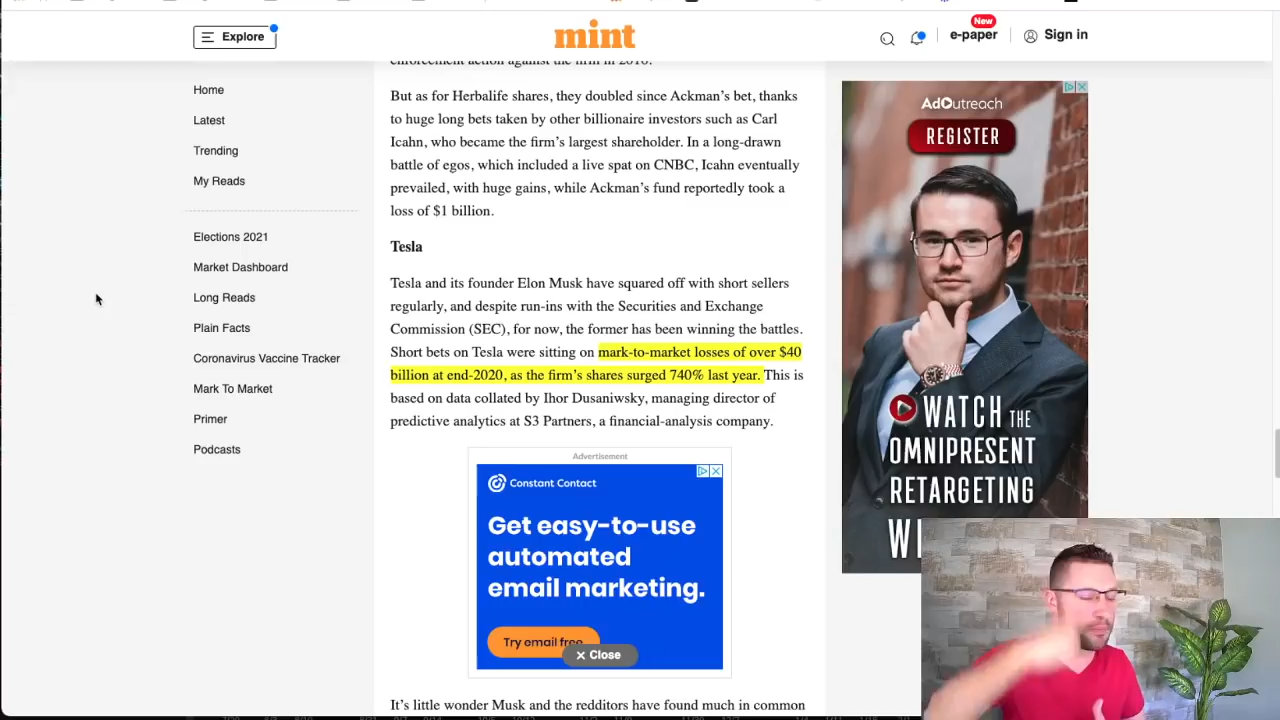 Explore
mint
New
e-paper
Sign in
Home
Latest
Trending
My Reads
Elections 2021
Market Dashboard
Long Reads
Plain Facts
Coronavirus Vaccine Tracker
Mark To Market
Primer
Podcasts
enforcement action against the firm in 2016.
But as for Herbalife shares, they doubled since Ackman's bet, thanks
to huge long bets taken by other billionaire investors such as Carl
Icahn, who became the firm's largest shareholder. In a long-drawn
battle of egos, which included a live spat on CNBC, Icahn eventually
prevailed, with huge gains, while Ackman's fund reportedly took a
loss of $1 billion.
Tesla
Tesla and its founder Elon Musk have squared off with short sellers
regularly, and despite run-ins with the Securities and Exchange
Commission (SEC), for now, the former has been winning the battles.
Short bets on Tesla were sitting on mark-to-market losses of over $40
billion at end-2020, as the firm's shares surged 740% last year. This is
based on data collated by Ihor Dusaniwsky, managing director of
predictive analytics at S3 Partners, a financial-analysis company.
Advertisement
Constant Contact
Get easy-to-use
automated
email marketing.
Try email free
Close
It's little wonder Musk and the redditors have found much in common
AdOutreach
REGISTER
WATCH THE
OMNIPRESENT
RETARGETING